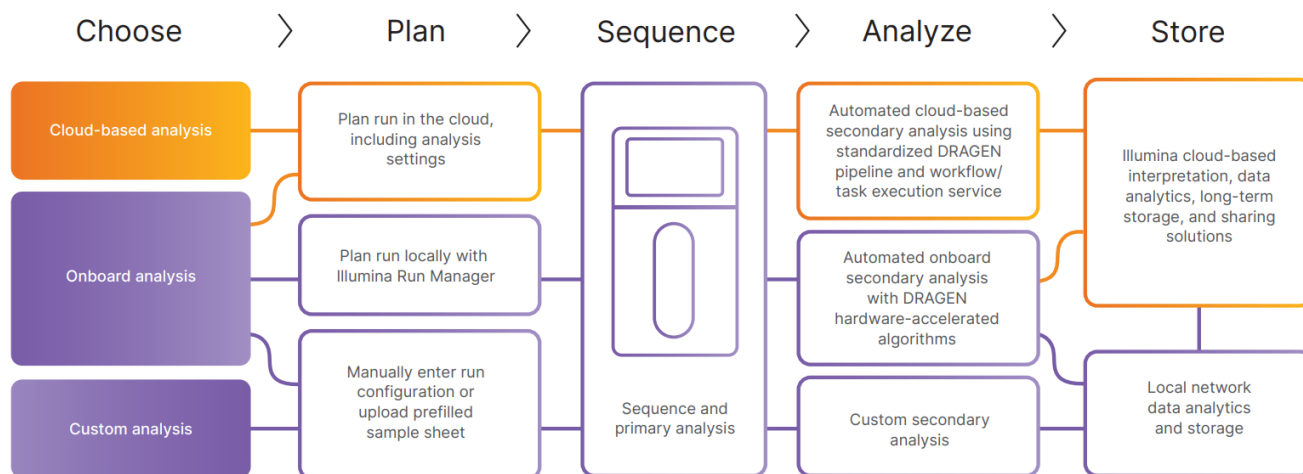 Choose
Plan
Sequence
Analyze
Store
Cloud-based analysis
Onboard analysis
Custom analysis
Plan run in the cloud,
including analysis
settings
Plan run locally with
Illumina Run Manager
Manually enter run
configuration or
upload prefilled
sample sheet
Sequence and
primary analysis
Automated cloud-based
secondary analysis using
standardized DRAGEN
pipeline and workflow/
task execution service
Automated onboard
secondary analysis
with DRAGEN
hardware-accelerated
algorithms
Custom secondary
analysis
Illumina cloud-based
interpretation, data
analytics, long-term
storage, and sharing
solutions
Local network
data analytics
and storage